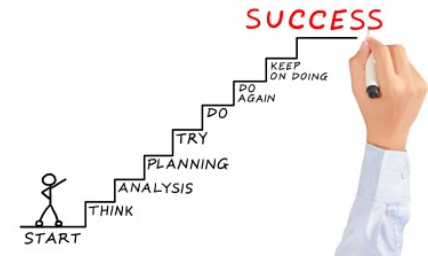 SUCCESS
KEEP
ON DOING
DO
AGAIN
DO
TRY
PLANNING
ANALYSIS
THINK
START